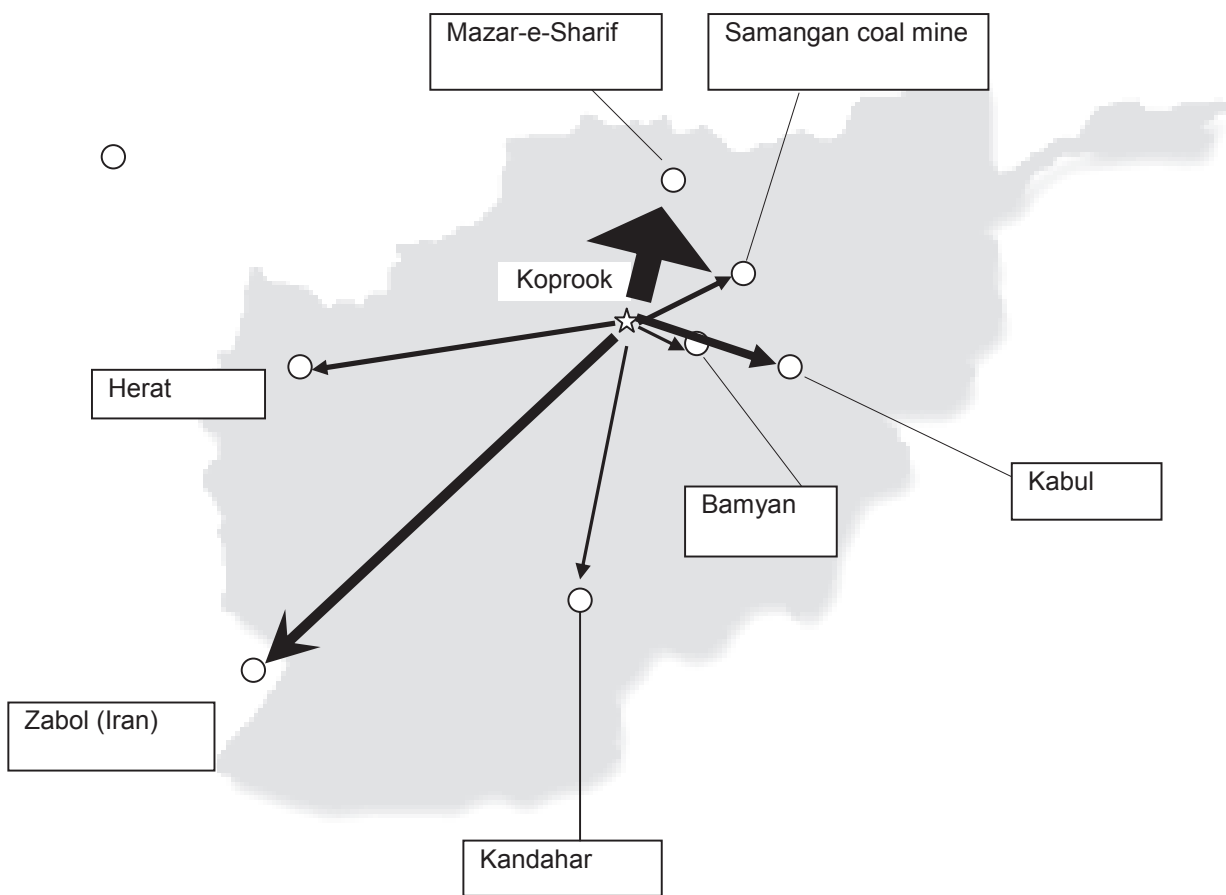 Mazar-e-Sharif
Samangan coal mine
Koprook
Herat
Kabul
Bamyan
Zabol (Iran)
Kandahar